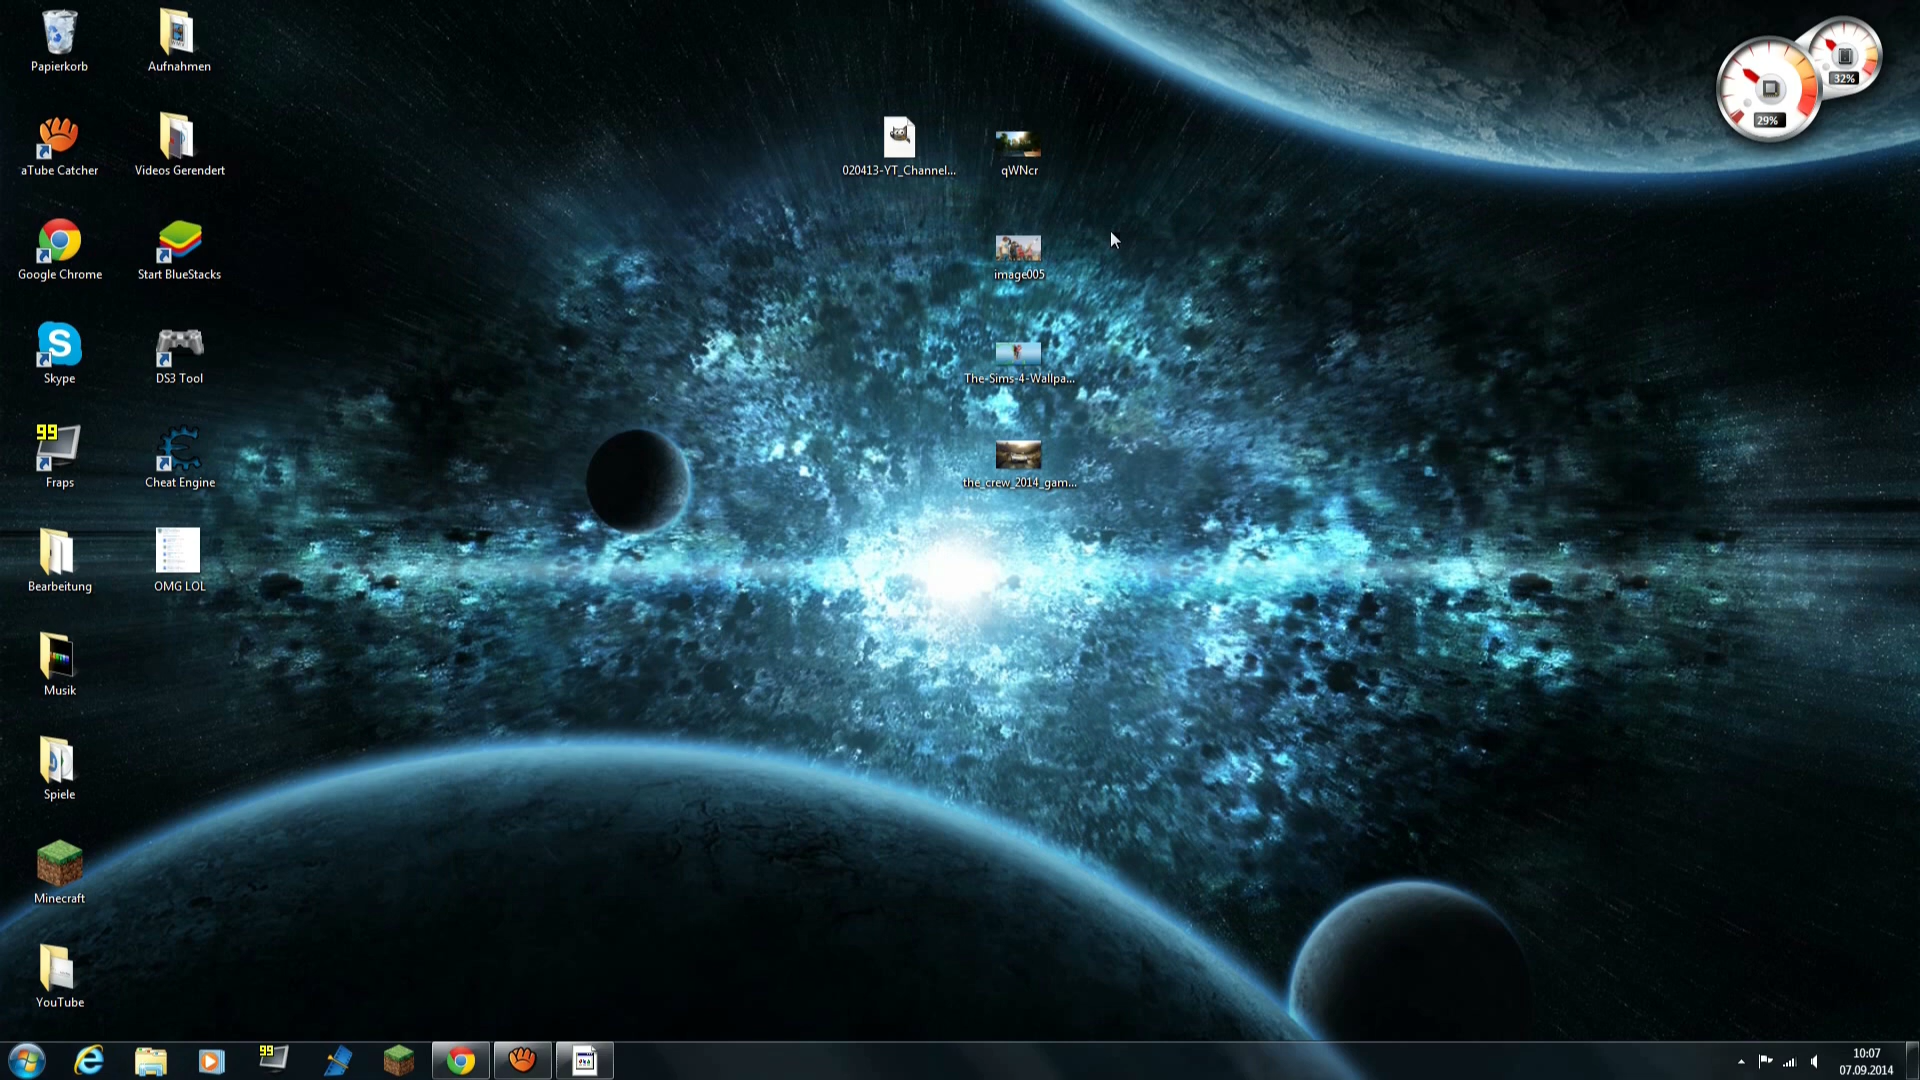 Papierkorb
Aufnahmen
aTube Catcher
Videos Gerendert
Google Chrome
Start BlueStacks
S
Skype
DS3 Tool
99
Fraps
Cheat Engine
Bearbeitung
OMG LOL
Musik
Spiele
Minecraft
YouTube
020413-YT_Channel...
qWNcr
image005
The-Sims-4-Wallpa...
the_crew_2014_gam...
32%
29%
99
10:07
07.09.2014